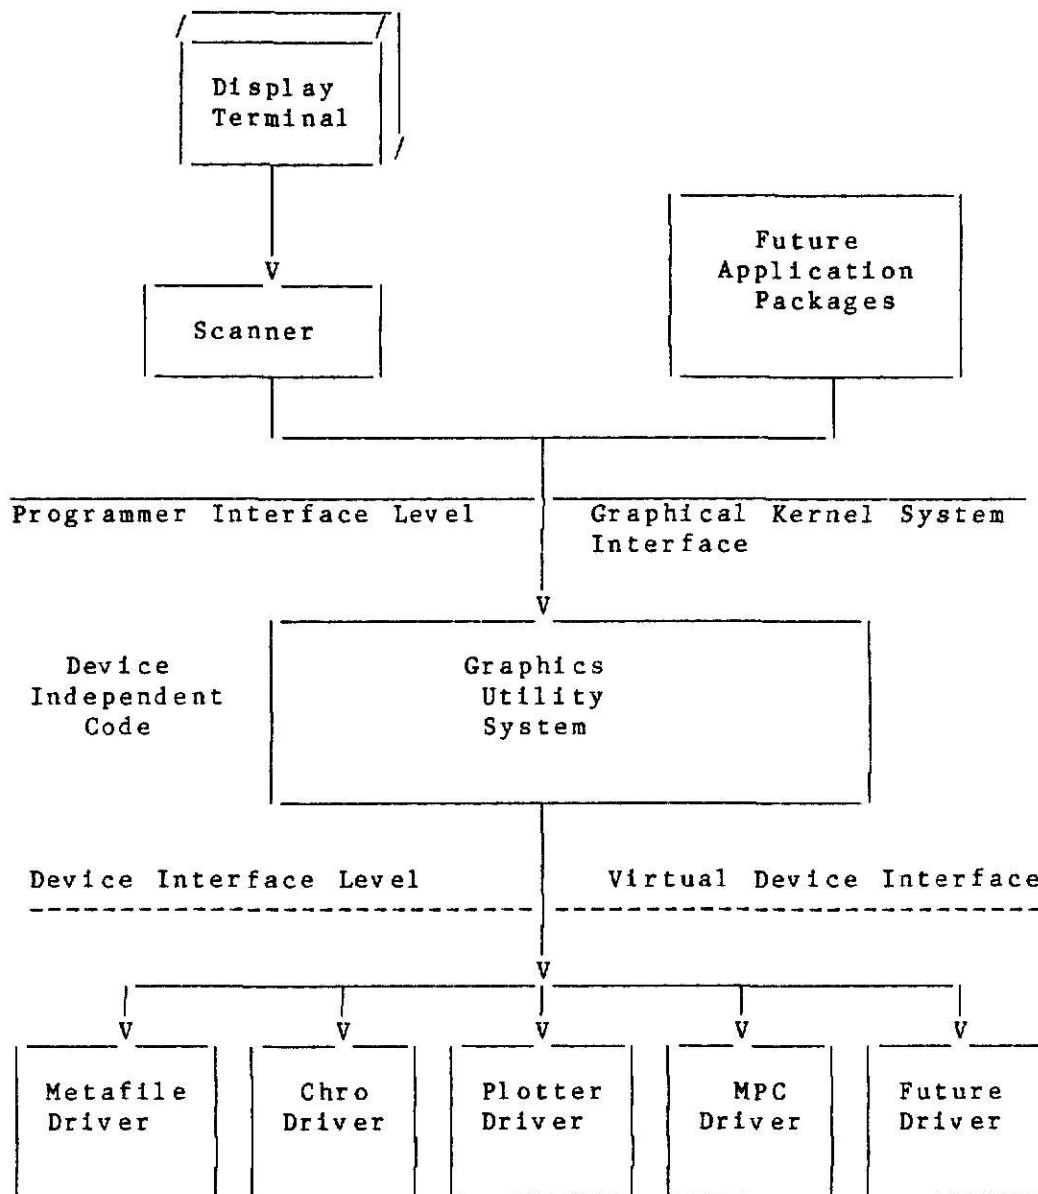 Display
Terminal
Scanner
Future
Application
Packages
Programmer Interface Level
Graphical Kernel System
Interface
Device
Independent
Code
Graphics
Utility
System
Device Interface Level
Virtual Device Interface
Metafile
Driver
Chro
Driver
Plotter
Driver
MPC
Driver
Future
Driver